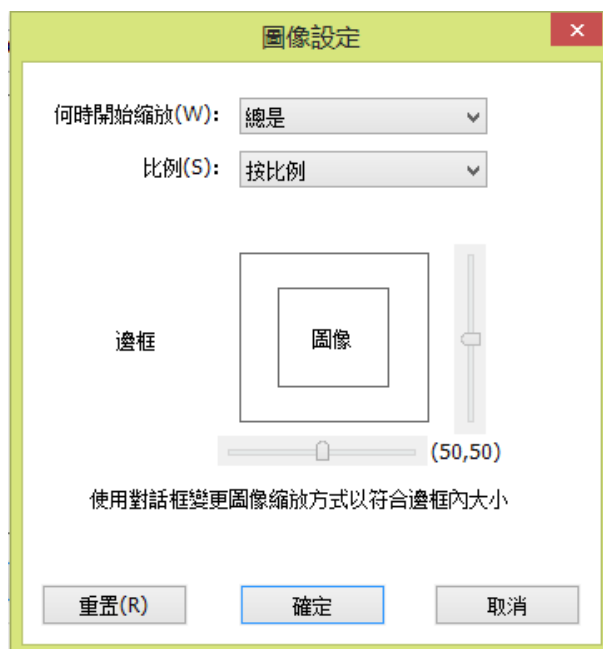 圖像設定
何時開始縮放(W):
總是
比例(S):
按比例
邊框
圖像
(50,50)
使用對話框變更圖像縮放方式以符合邊框內大小
重置(R)
確定
取消